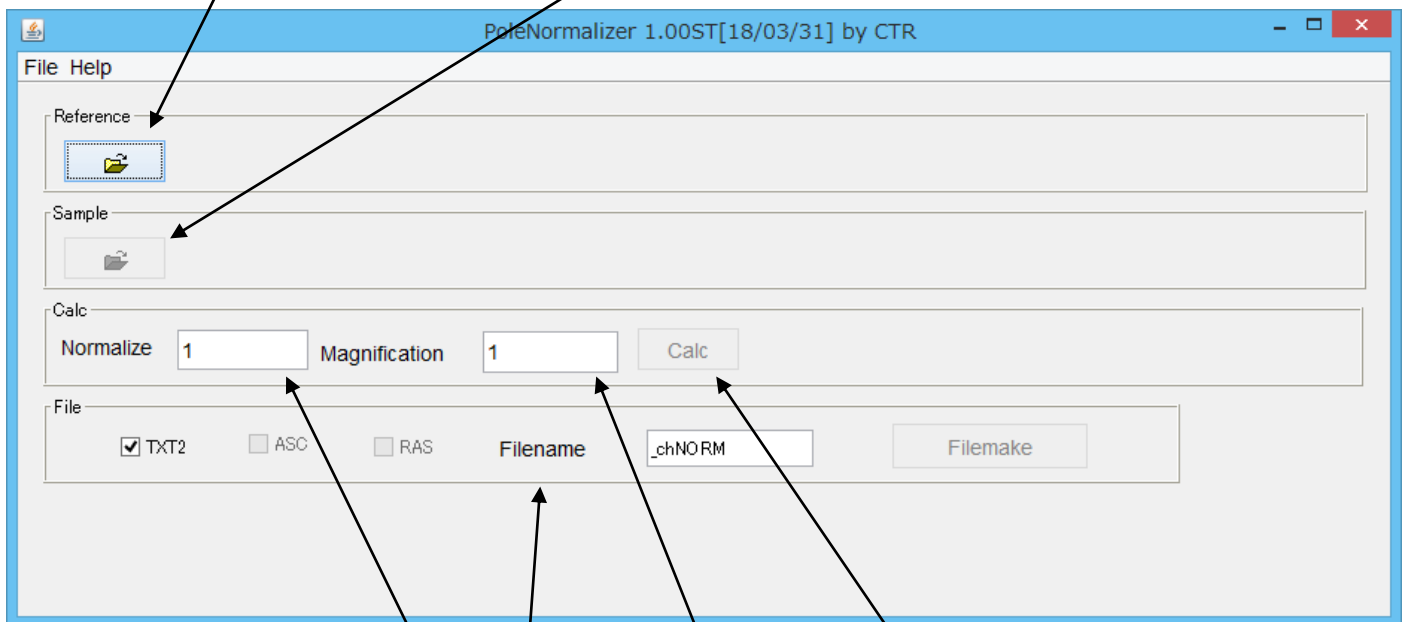 PoleNormalizer 1.00ST[18/03/31] by CTR
File Help
Reference
Sample
Calc
Normalize 1 Magnification 1 Calc
File
TXT2 ASC RAS Filename _chNORM Filemake